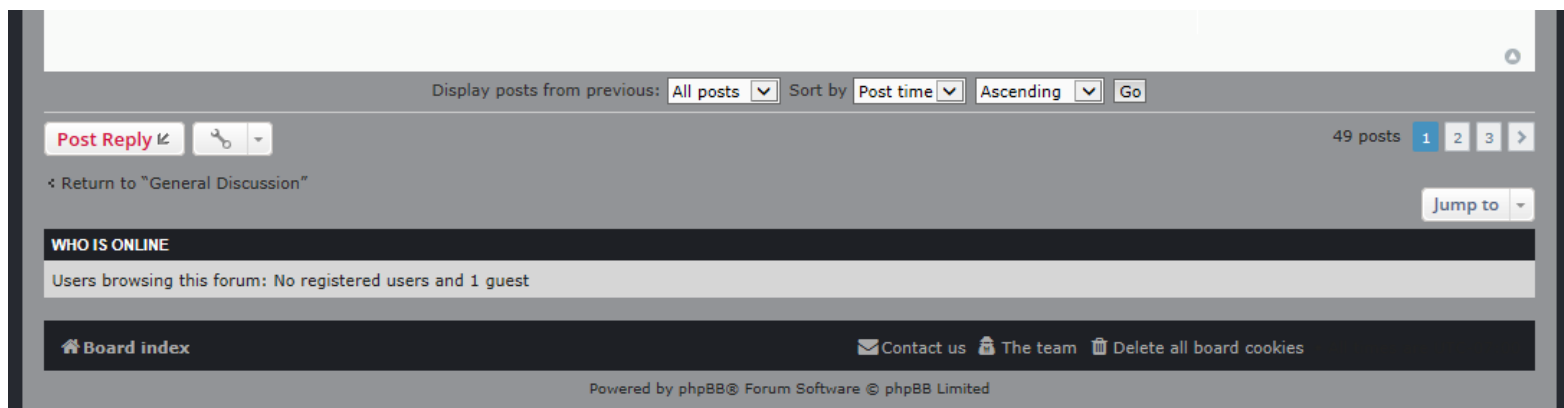 Display posts from previous: All posts Sort by Post time Ascending Go
Post Reply 49 posts 1 2 3
Return to "General Discussion"
Jump to
WHO IS ONLINE
Users browsing this forum: No registered users and 1 guest
Board index Contact us The team Delete all board cookies
Powered by phpBB® Forum Software © phpBB Limited